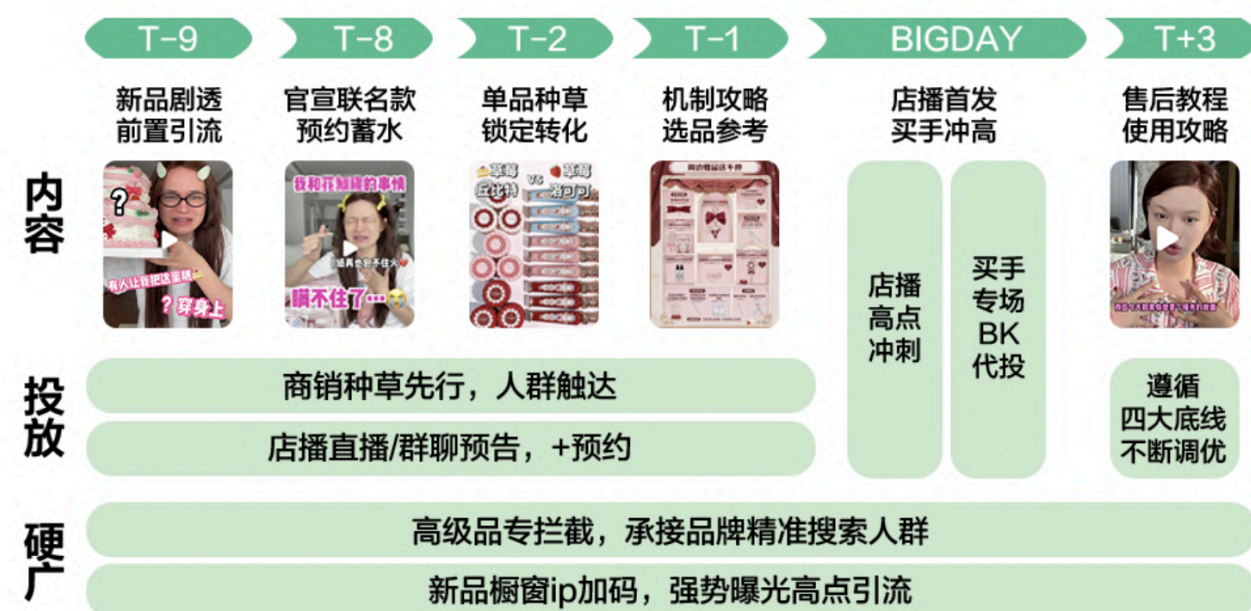 T-9
T-8
T-2
T-1
BIGDAY
T+3
新品剧透
前置引流
官宣联名款
预约蓄水
单品种草
锁定转化
机制攻略
选品参考
店播首发
买手冲高
售后教程
使用攻略
内容
?
有人让我把这蛋糕
?穿身上
我和花知晓的事情
瞒不住了…
草莓
丘比特
VS
草莓
洛可可
店播
高点
冲刺
买手
专场
BK
代投
投放
商销种草先行，人群触达
店播直播/群聊预告，+预约
遵循
四大底线
不断调优
硬广
高级品专拦截，承接品牌精准搜索人群
新品橱窗ip加码，强势曝光高点引流